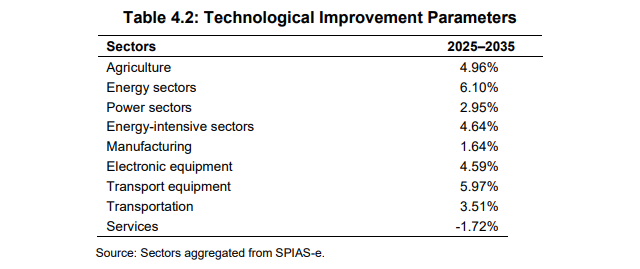 Table 4.2: Technological Improvement Parameters
Sectors 2025–2035
Agriculture 4.96%
Energy sectors 6.10%
Power sectors 2.95%
Energy-intensive sectors 4.64%
Manufacturing 1.64%
Electronic equipment 4.59%
Transport equipment 5.97%
Transportation 3.51%
Services -1.72%
Source: Sectors aggregated from SPIAS-e.